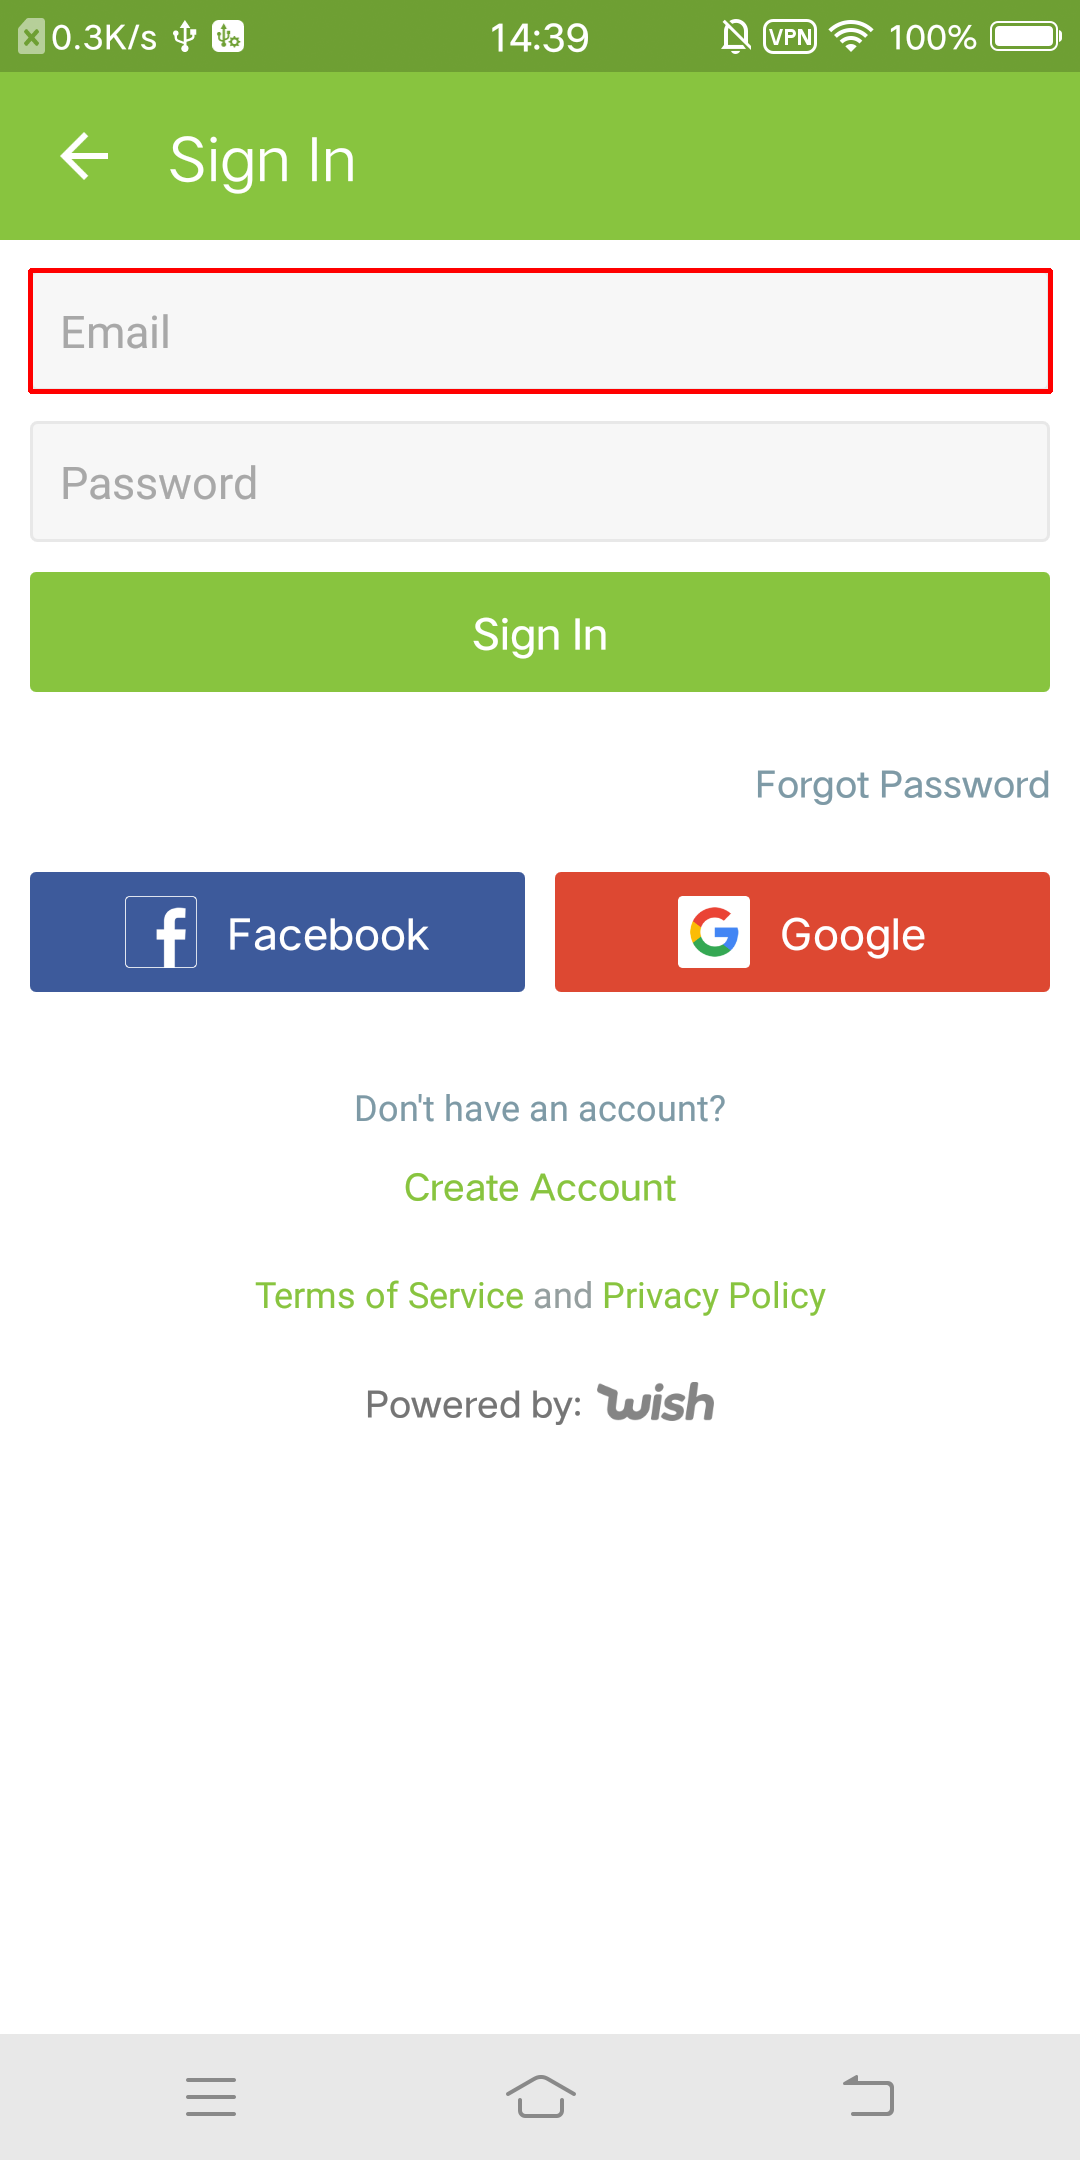 0.3K/s 14:39 VPN 100%
Sign In
Email
Password
Sign In
Forgot Password
Facebook Google
Don't have an account?
Create Account
Terms of Service and Privacy Policy
Powered by: wish